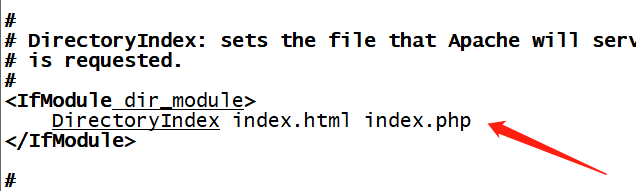 #
# DirectoryIndex: sets the file that Apache will serv
# is requested.
#
<IfModule dir_module>
    DirectoryIndex index.html index.php
</IfModule>
#